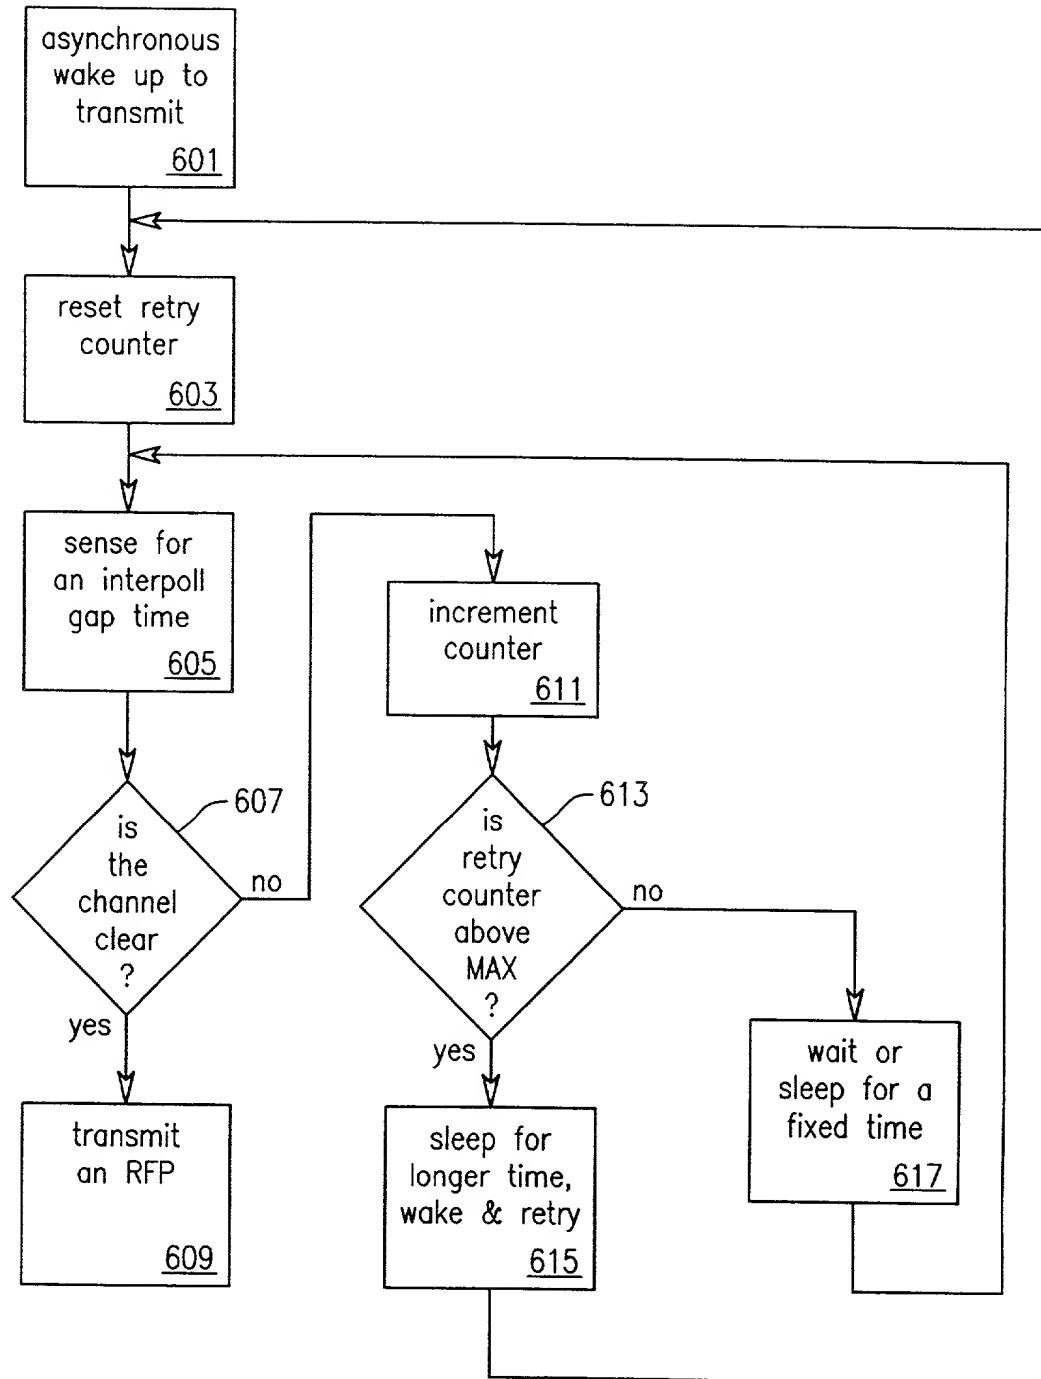 asynchronous
wake up to
transmit
601
reset retry
counter
603
sense for
an interpoll
gap time
605
increment
counter
611
607
is
the
channel
clear
?
no
yes
613
is
retry
counter
above
MAX
?
no
yes
transmit
an RFP
609
sleep for
longer time,
wake & retry
615
wait or
sleep for a
fixed time
617